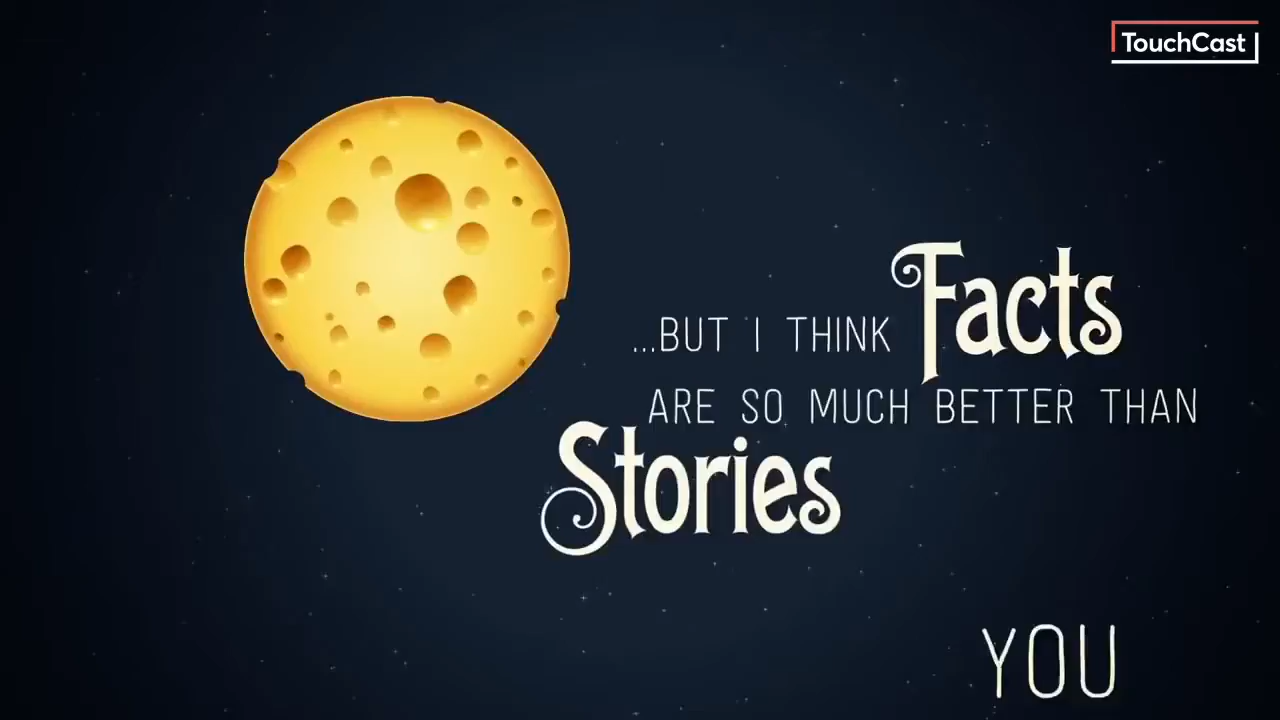 TouchCast
...BUT I THINK Facts
ARE SO MUCH BETTER THAN
Stories
YOU